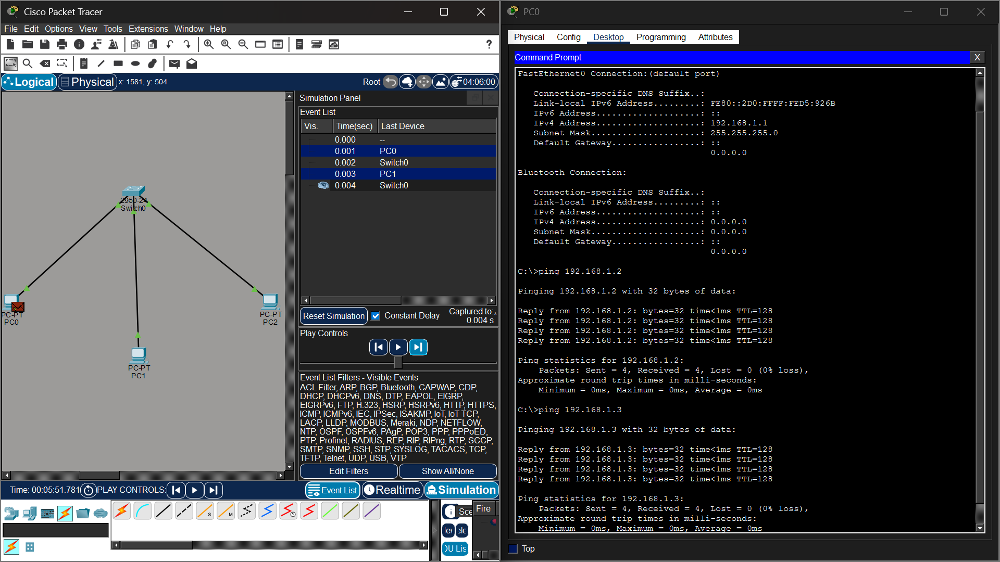 Cisco Packet Tracer
File Edit Options View Tools Extensions Window Help
?
Logical Physical x: 1581, y: 504 Root 04:06:00
2950-24
Switch0
PC-PT
PC0
PC-PT
PC1
PC-PT
PC2
Simulation Panel
Event List
Vis. Time(sec) Last Device
0.000 --
0.001 PC0
0.002 Switch0
0.003 PC1
0.004 Switch0
Reset Simulation Constant Delay Captured to:*
0.004 s
Play Controls
Event List Filters - Visible Events
ACL Filter, ARP, BGP, Bluetooth, CAPWAP, CDP,
DHCP, DHCPv6, DNS, DTP, EAPOL, EIGRP,
EIGRPv6, FTP, H.323, HSRP, HSRPv6, HTTP, HTTPS,
ICMP, ICMPv6, IEC, IPSec, ISAKMP, IoT, IoT TCP,
LACP, LLDP, MODBUS, Meraki, NDP, NETFLOW,
NTP, OSPF, OSPFv6, PAgP, POP3, PPP, PPPoED,
PTP, Profinet, RADIUS, REP, RIP, RIPng, RTP, SCCP,
SMTP, SNMP, SSH, STP, SYSLOG, TACACS, TCP,
TFTP, Telnet, UDP, USB, VTP
Edit Filters Show All/None
Time: 00:05:51.781 PLAY CONTROLS: Event List Realtime Simulation
S M
Sce Fire
ele
OU Lis
PC0
Physical Config Desktop Programming Attributes
Command Prompt X
FastEthernet0 Connection:(default port)
Connection-specific DNS Suffix..:
Link-local IPv6 Address.........: FE80::2D0:FFFF:FED5:926B
IPv6 Address....................: ::
IPv4 Address....................: 192.168.1.1
Subnet Mask.....................: 255.255.255.0
Default Gateway.................: ::
0.0.0.0
Bluetooth Connection:
Connection-specific DNS Suffix..:
Link-local IPv6 Address.........: ::
IPv6 Address....................: ::
IPv4 Address....................: 0.0.0.0
Subnet Mask.....................: 0.0.0.0
Default Gateway.................: ::
0.0.0.0
C:\>ping 192.168.1.2
Pinging 192.168.1.2 with 32 bytes of data:
Reply from 192.168.1.2: bytes=32 time<1ms TTL=128
Reply from 192.168.1.2: bytes=32 time<1ms TTL=128
Reply from 192.168.1.2: bytes=32 time<1ms TTL=128
Reply from 192.168.1.2: bytes=32 time<1ms TTL=128
Ping statistics for 192.168.1.2:
Packets: Sent = 4, Received = 4, Lost = 0 (0% loss),
Approximate round trip times in milli-seconds:
Minimum = 0ms, Maximum = 0ms, Average = 0ms
C:\>ping 192.168.1.3
Pinging 192.168.1.3 with 32 bytes of data:
Reply from 192.168.1.3: bytes=32 time<1ms TTL=128
Reply from 192.168.1.3: bytes=32 time<1ms TTL=128
Reply from 192.168.1.3: bytes=32 time<1ms TTL=128
Reply from 192.168.1.3: bytes=32 time<1ms TTL=128
Ping statistics for 192.168.1.3:
Packets: Sent = 4, Received = 4, Lost = 0 (0% loss),
Approximate round trip times in milli-seconds:
Minimum = 0ms, Maximum = 0ms, Average = 0ms
Top